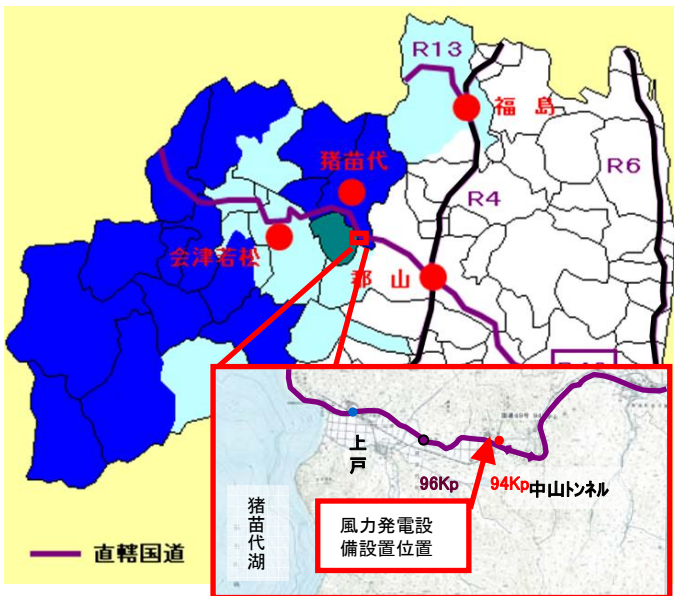 R13
福島
猪苗代
R6
R4
会津若松
郡山
上戸
96Kp
94Kp
中山トンネル
猪苗代湖
風力発電設
備設置位置
直轄国道